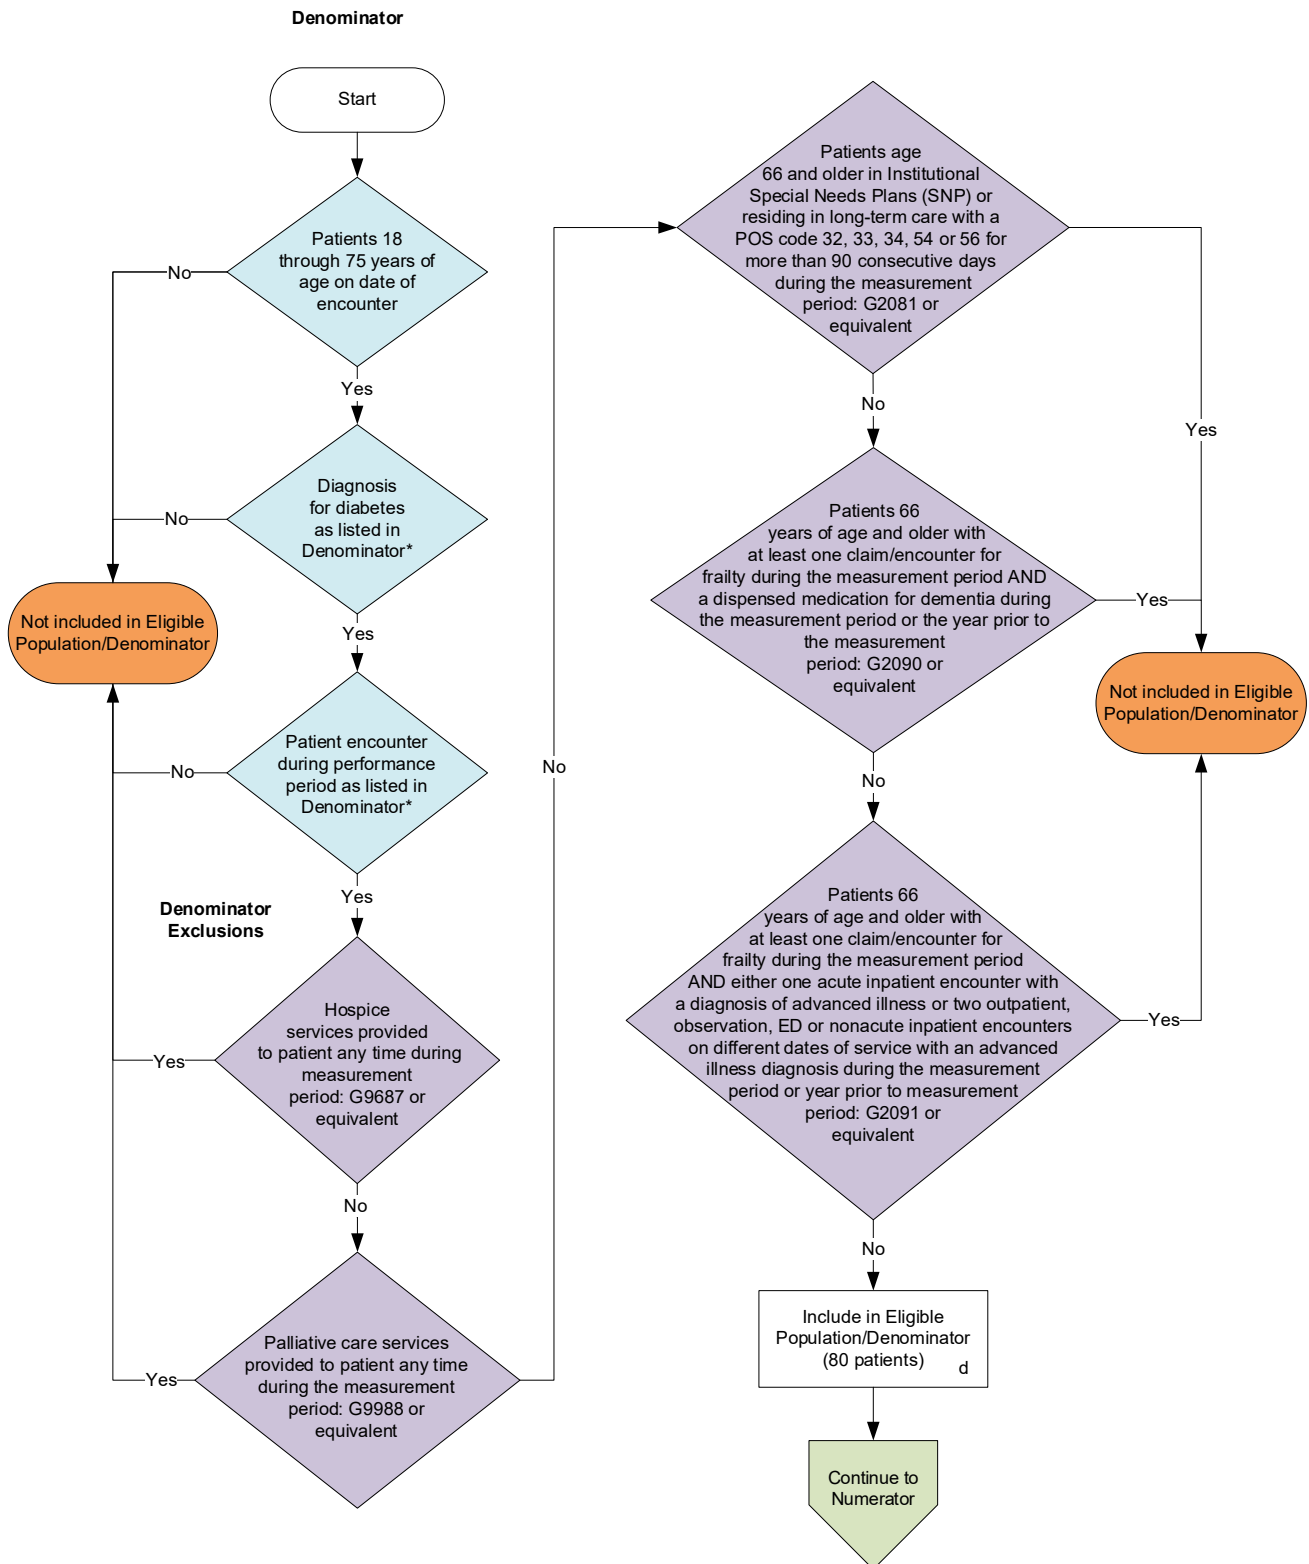 Denominator
Start
Patients 18
through 75 years of
age on date of
encounter
No
Yes
Diagnosis
for diabetes
as listed in
Denominator*
No
Yes
Not included in Eligible
Population/Denominator
Patient encounter
during performance
period as listed in
Denominator*
No
Yes
Denominator
Exclusions
Hospice
services provided
to patient any time during
measurement
period: G9687 or
equivalent
Yes
No
Palliative care services
provided to patient any time
during the measurement
period: G9988 or
equivalent
Yes
No
Patients age
66 and older in Institutional
Special Needs Plans (SNP) or
residing in long-term care with a
POS code 32, 33, 34, 54 or 56 for
more than 90 consecutive days
during the measurement
period: G2081 or
equivalent
Yes
No
Patients 66
years of age and older with
at least one claim/encounter for
frailty during the measurement period AND
a dispensed medication for dementia during
the measurement period or the year prior to
the measurement
period: G2090 or
equivalent
Yes
No
Not included in Eligible
Population/Denominator
Patients 66
years of age and older with
at least one claim/encounter for
frailty during the measurement period
AND either one acute inpatient encounter with
a diagnosis of advanced illness or two outpatient,
observation, ED or nonacute inpatient encounters
on different dates of service with an advanced
illness diagnosis during the measurement
period or year prior to measurement
period: G2091 or
equivalent
Yes
No
Include in Eligible
Population/Denominator
(80 patients)
d
Continue to
Numerator